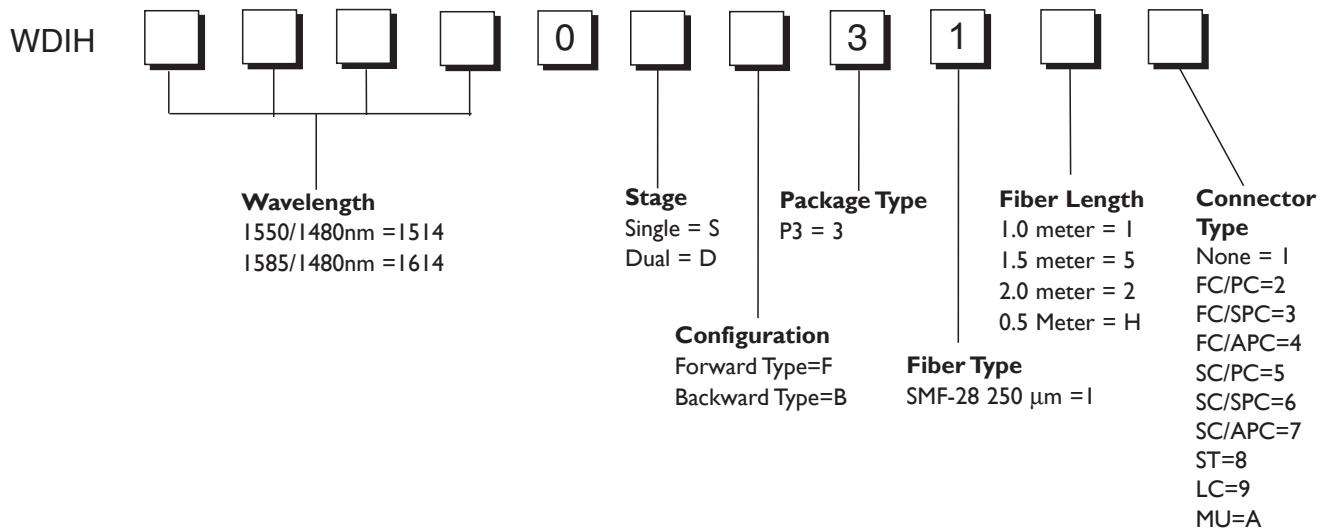 WDIH 0 3 1
Wavelength
1550/1480nm =1514
1585/1480nm =1614
Stage
Single = S
Dual = D
Configuration
Forward Type=F
Backward Type=B
Package Type
P3 = 3
Fiber Type
SMF-28 250 μm =1
Fiber Length
1.0 meter = 1
1.5 meter = 5
2.0 meter = 2
0.5 Meter = H
Connector
Type
None = 1
FC/PC=2
FC/SPC=3
FC/APC=4
SC/PC=5
SC/SPC=6
SC/APC=7
ST=8
LC=9
MU=A